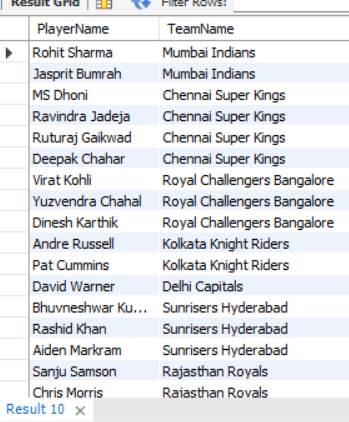 Result Grid Filter Rows:
PlayerName TeamName
Rohit Sharma Mumbai Indians
Jasprit Bumrah Mumbai Indians
MS Dhoni Chennai Super Kings
Ravindra Jadeja Chennai Super Kings
Ruturaj Gaikwad Chennai Super Kings
Deepak Chahar Chennai Super Kings
Virat Kohli Royal Challengers Bangalore
Yuzvendra Chahal Royal Challengers Bangalore
Dinesh Karthik Royal Challengers Bangalore
Andre Russell Kolkata Knight Riders
Pat Cummins Kolkata Knight Riders
David Warner Delhi Capitals
Bhuvneshwar Ku... Sunrisers Hyderabad
Rashid Khan Sunrisers Hyderabad
Aiden Markram Sunrisers Hyderabad
Sanju Samson Rajasthan Royals
Chris Morris Rajasthan Royals
Result 10